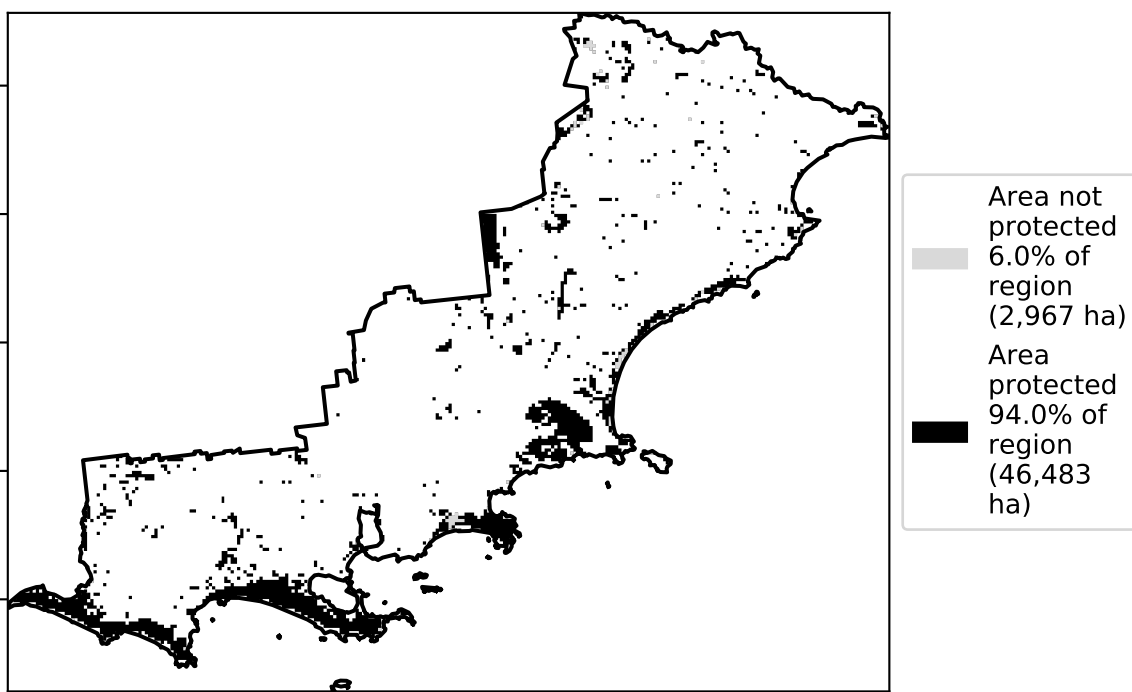 Area not
protected
6.0% of
region
(2,967 ha)
Area
protected
94.0% of
region
(46,483
ha)